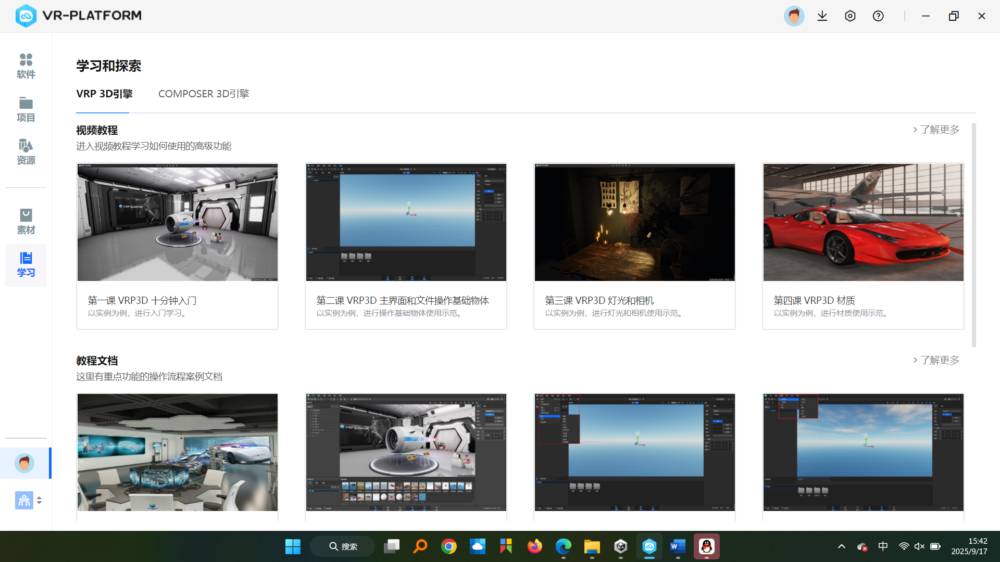 VR-PLATFORM
软件
项目
资源
素材
学习
学习和探索
VRP 3D引擎
COMPOSER 3D引擎
视频教程
了解更多
进入视频教程学习如何使用的高级功能
VRP QUANTUM
A380
第一课 VRP3D 十分钟入门
以实例为例，进行入门学习。
第二课 VRP3D 主界面和文件操作基础物体
以实例为例，进行操作基础物体使用示范。
第三课 VRP3D 灯光和相机
以实例为例，进行灯光和相机使用示范。
第四课 VRP3D 材质
以实例为例，进行材质使用示范。
教程文档
了解更多
这里有重点功能的操作流程案例文档
VRP QUANTUM
搜索
中
15:42
2025/9/17